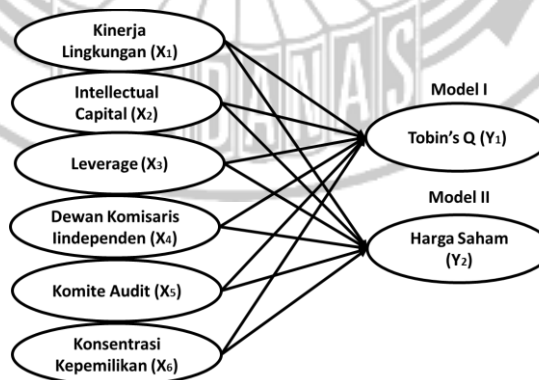 Kinerja
Lingkungan (X₁)
Intellectual
Capital (X₂)
Leverage (X₃)
Dewan Komisaris
Iindependen (X₄)
Komite Audit (X₅)
Konsentrasi
Kepemilikan (X₆)
Model I
Tobin's Q (Y₁)
Model II
Harga Saham
(Y₂)
BANAS